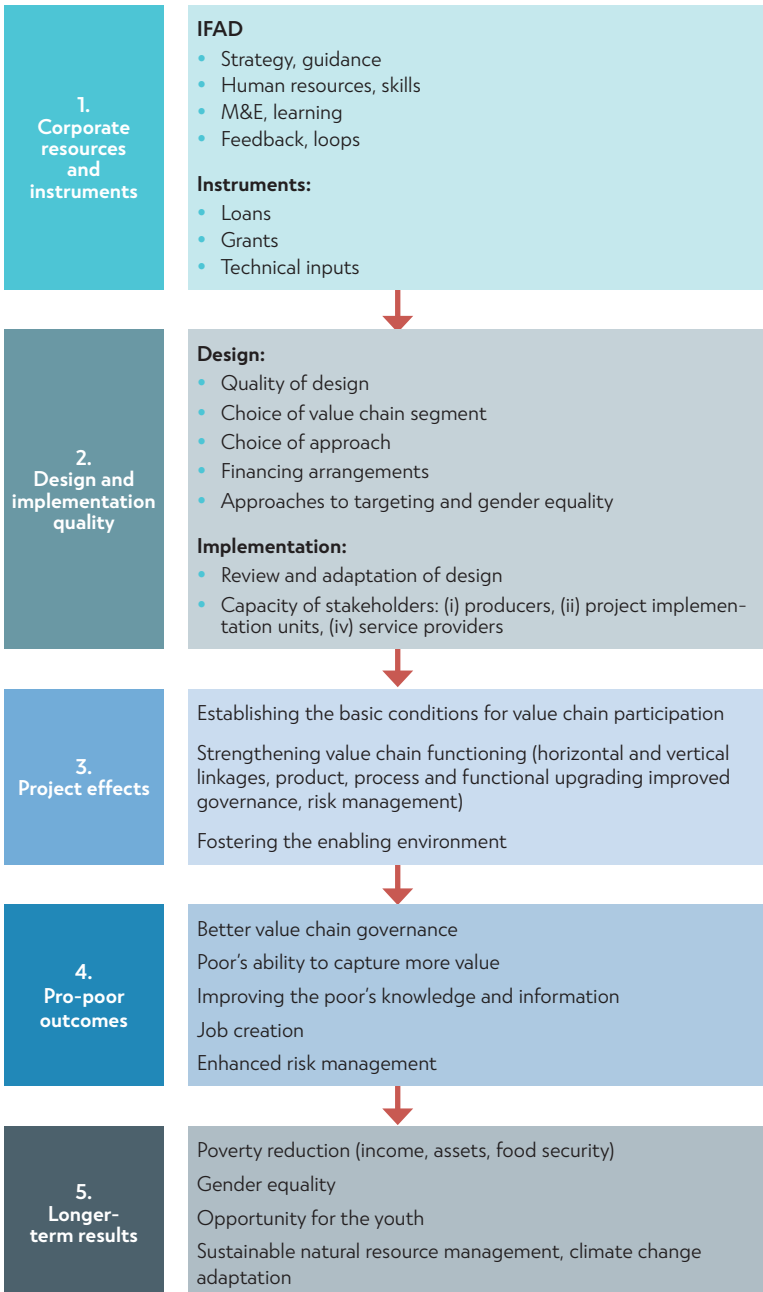 1.
Corporate
resources
and
instruments
IFAD
• Strategy, guidance
• Human resources, skills
• M&E, learning
• Feedback, loops
Instruments:
• Loans
• Grants
• Technical inputs
2.
Design and
implementation
quality
Design:
• Quality of design
• Choice of value chain segment
• Choice of approach
• Financing arrangements
• Approaches to targeting and gender equality
Implementation:
• Review and adaptation of design
• Capacity of stakeholders: (i) producers, (ii) project implemen-
tation units, (iv) service providers
3.
Project effects
Establishing the basic conditions for value chain participation
Strengthening value chain functioning (horizontal and vertical
linkages, product, process and functional upgrading improved
governance, risk management)
Fostering the enabling environment
4.
Pro-poor
outcomes
Better value chain governance
Poor’s ability to capture more value
Improving the poor’s knowledge and information
Job creation
Enhanced risk management
5.
Longer-
term results
Poverty reduction (income, assets, food security)
Gender equality
Opportunity for the youth
Sustainable natural resource management, climate change
adaptation